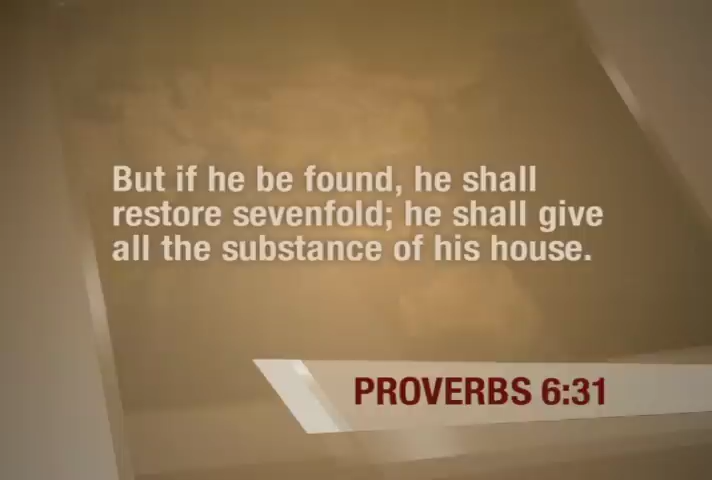 But if he be found, he shall
restore sevenfold; he shall give
all the substance of his house.
PROVERBS 6:31